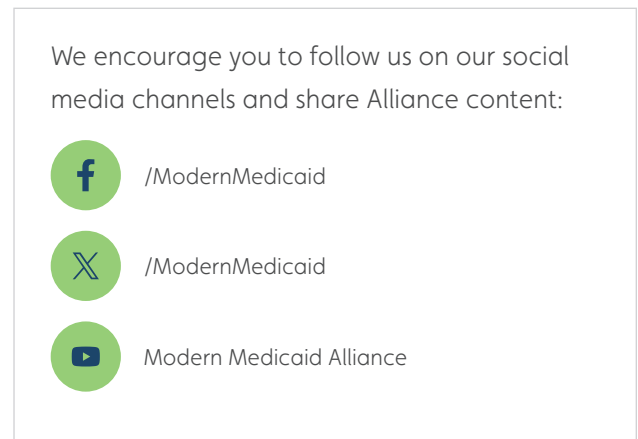 We encourage you to follow us on our social
media channels and share Alliance content:
/ModernMedicaid
/ModernMedicaid
Modern Medicaid Alliance